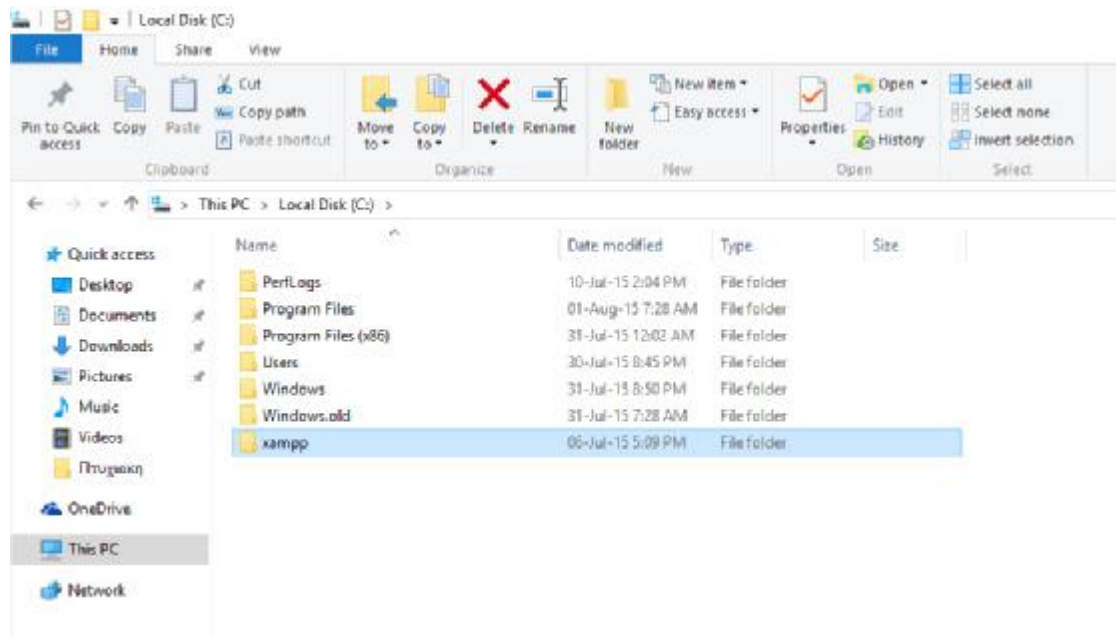 Local Disk (C:)
File Home Share View
Pin to Quick access
Copy
Paste
Cut
Copy path
Paste shortcut
Clipboard
Move to
Copy to
Delete
Rename
Organize
New folder
New item
Easy access
New
Properties
Open
Edit
History
Open
Select all
Select none
Invert selection
Select
This PC > Local Disk (C:) >
Quick access
Desktop
Documents
Downloads
Pictures
Music
Videos
Πτυχιακη
OneDrive
This PC
Network
Name Date modified Type Size
PerfLogs 10-Jul-15 2:04 PM File folder
Program Files 01-Aug-15 7:28 AM File folder
Program Files (x86) 31-Jul-15 12:02 AM File folder
Users 30-Jul-15 8:45 PM File folder
Windows 31-Jul-15 8:50 PM File folder
Windows.old 31-Jul-15 7:28 AM File folder
xampp 06-Jul-15 5:09 PM File folder